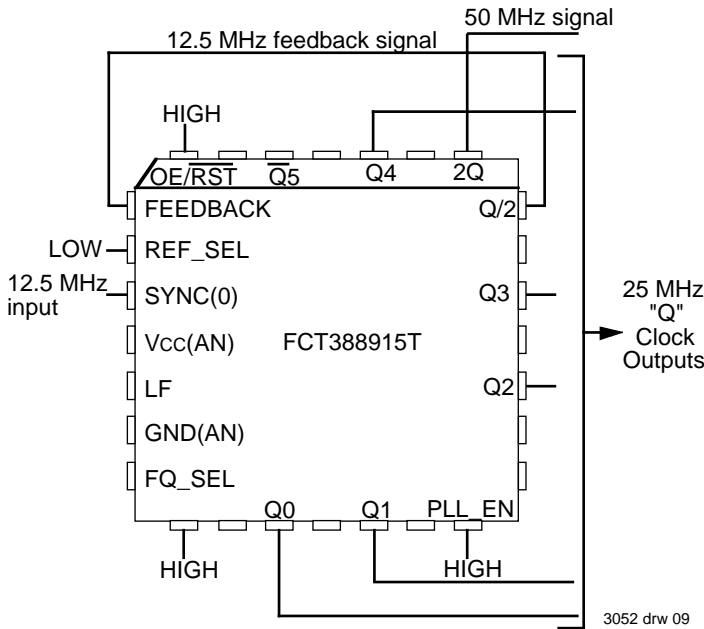 50 MHz signal
12.5 MHz feedback signal
HIGH
OE/R̅S̅T̅ Q̅5 Q4 2Q
FEEDBACK Q/2
LOW REF_SEL
12.5 MHz
input
SYNC(0) Q3
VCC(AN) FCT388915T
LF Q2
GND(AN)
FQ_SEL
Q0 Q1 PLL_EN
HIGH HIGH
25 MHz
"Q"
Clock
Outputs
3052 drw 09